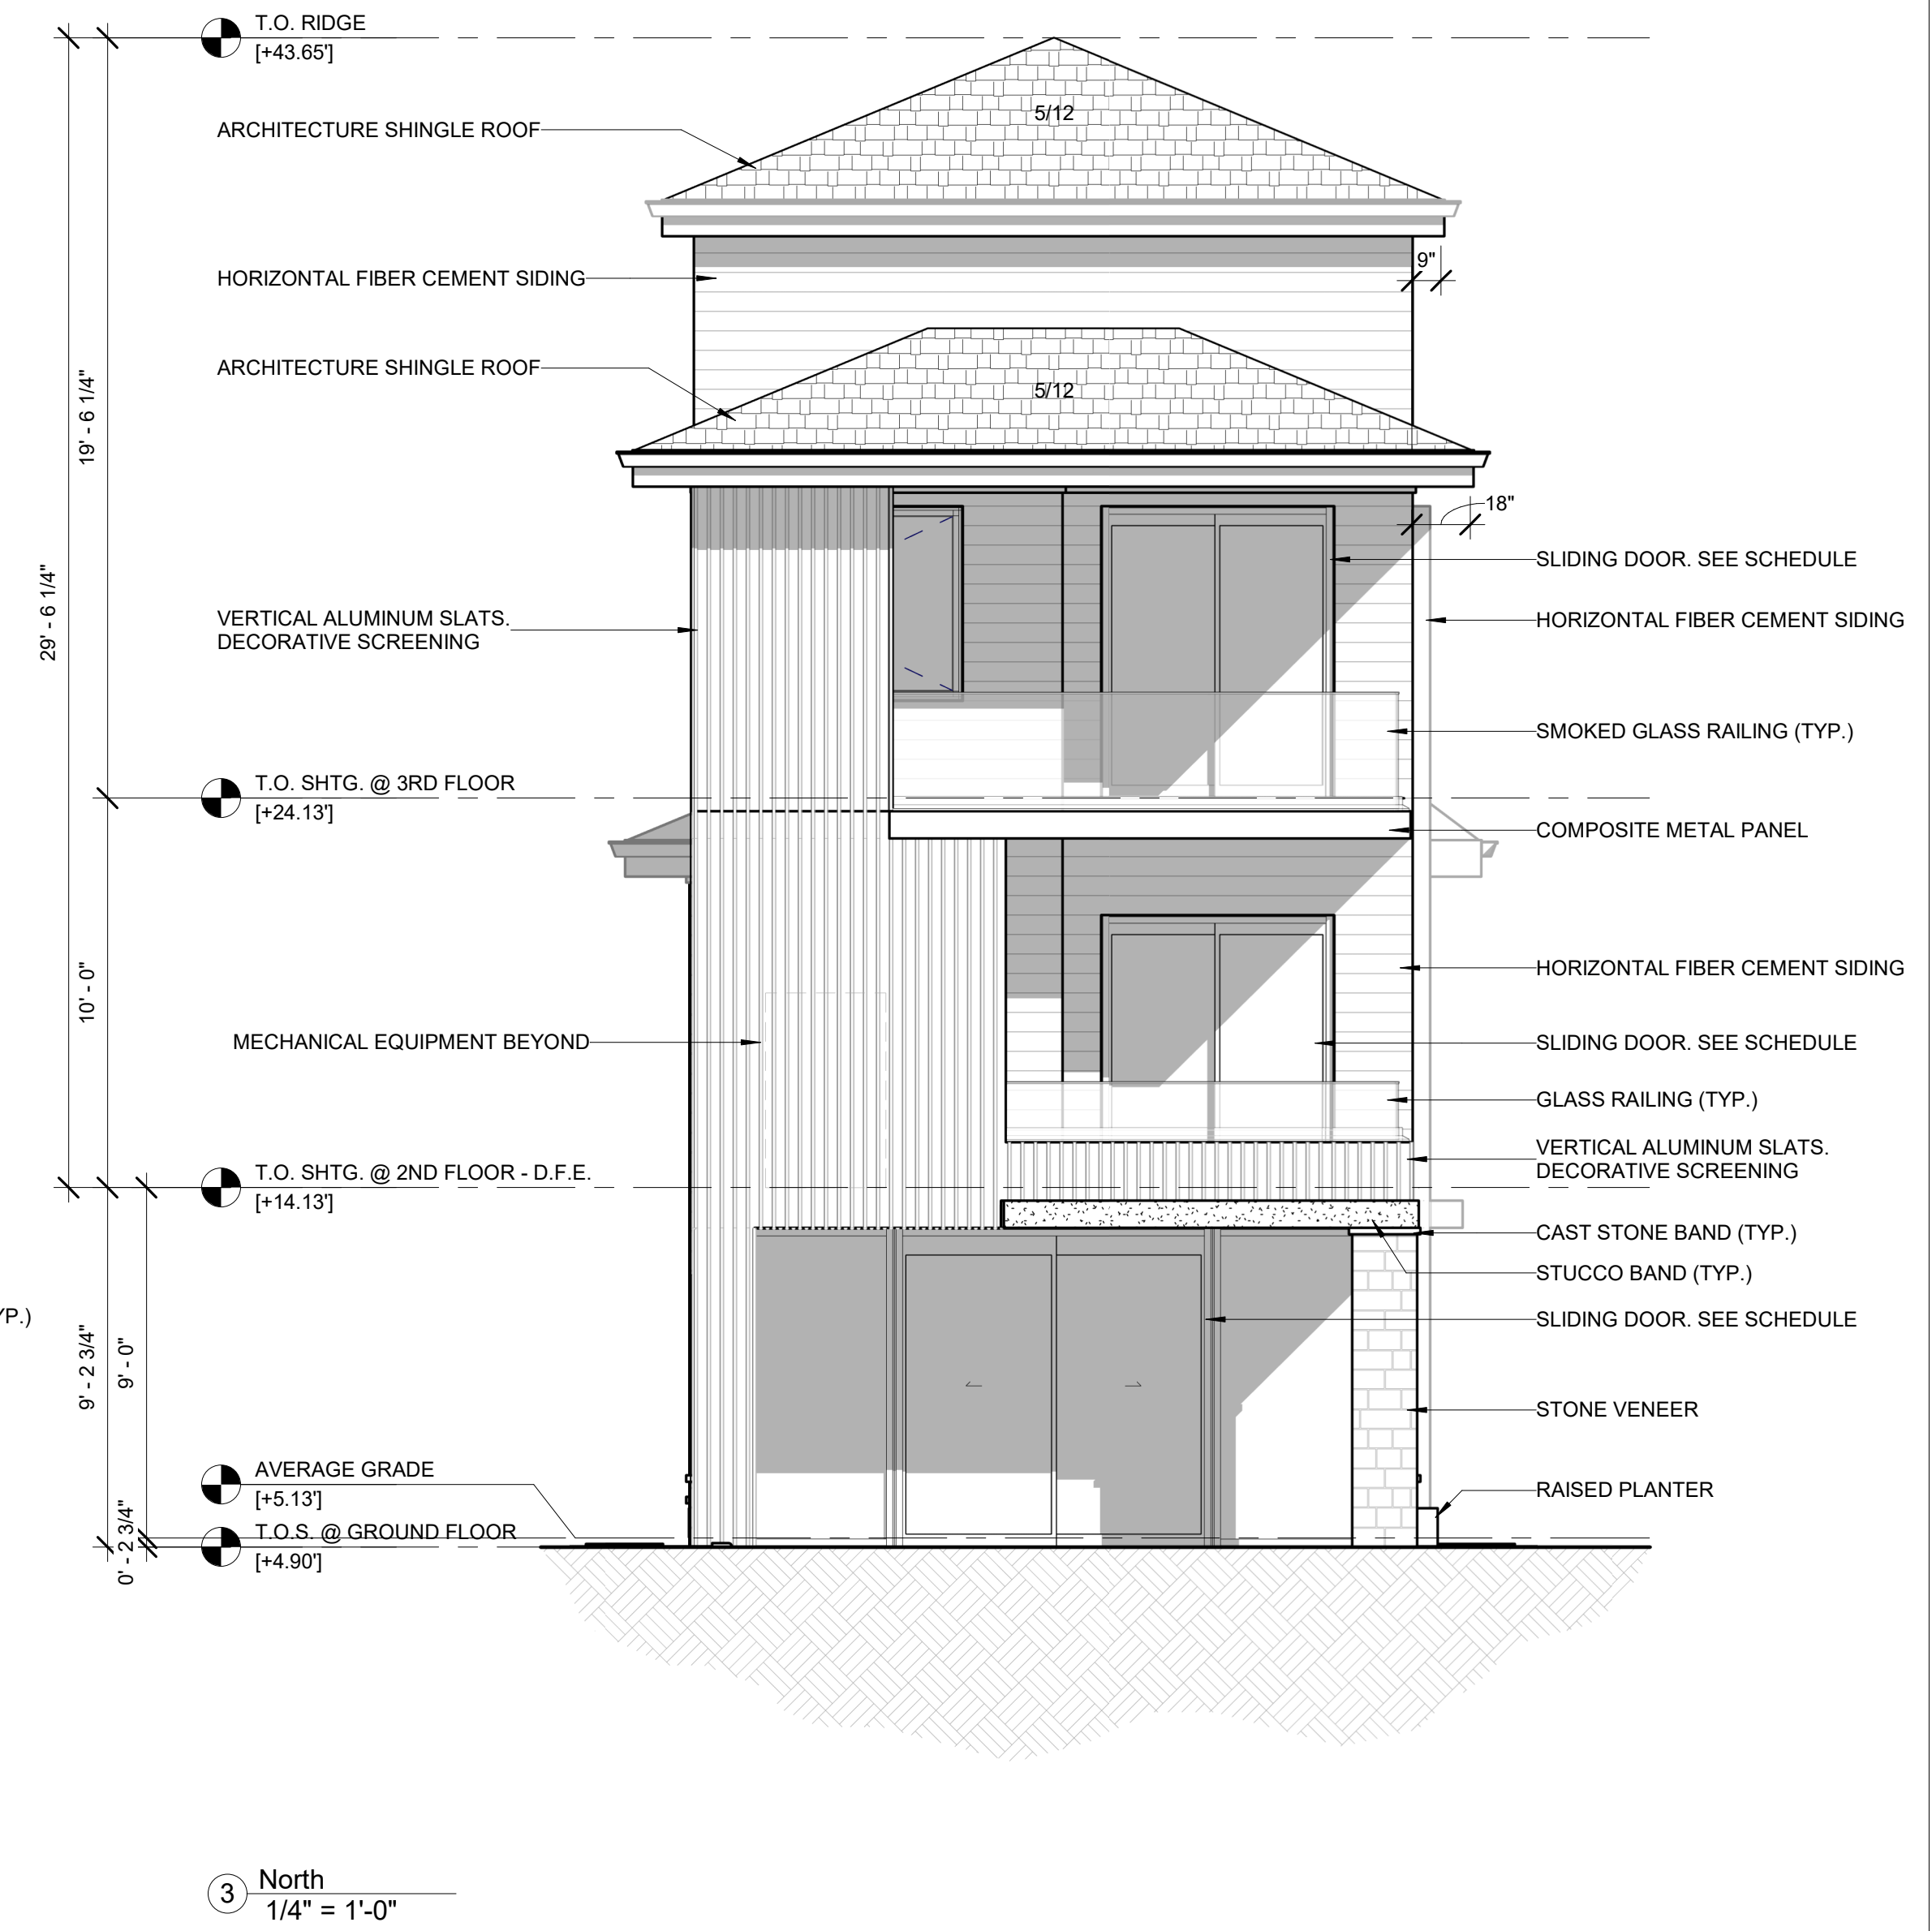 T.O. RIDGE
[+43.65']
ARCHITECTURE SHINGLE ROOF
5/12
HORIZONTAL FIBER CEMENT SIDING
9"
ARCHITECTURE SHINGLE ROOF
5/12
19' - 6 1/4"
29' - 6 1/4"
18"
SLIDING DOOR. SEE SCHEDULE
VERTICAL ALUMINUM SLATS.
DECORATIVE SCREENING
HORIZONTAL FIBER CEMENT SIDING
SMOKED GLASS RAILING (TYP.)
T.O. SHTG. @ 3RD FLOOR
[+24.13']
COMPOSITE METAL PANEL
10' - 0"
HORIZONTAL FIBER CEMENT SIDING
MECHANICAL EQUIPMENT BEYOND
SLIDING DOOR. SEE SCHEDULE
GLASS RAILING (TYP.)
VERTICAL ALUMINUM SLATS.
DECORATIVE SCREENING
T.O. SHTG. @ 2ND FLOOR - D.F.E.
[+14.13']
CAST STONE BAND (TYP.)
STUCCO BAND (TYP.)
YP.)
SLIDING DOOR. SEE SCHEDULE
9' - 2 3/4"
9' - 0"
STONE VENEER
AVERAGE GRADE
[+5.13']
RAISED PLANTER
0' - 2 3/4"
T.O.S. @ GROUND FLOOR
[+4.90']
3
North
1/4" = 1'-0"